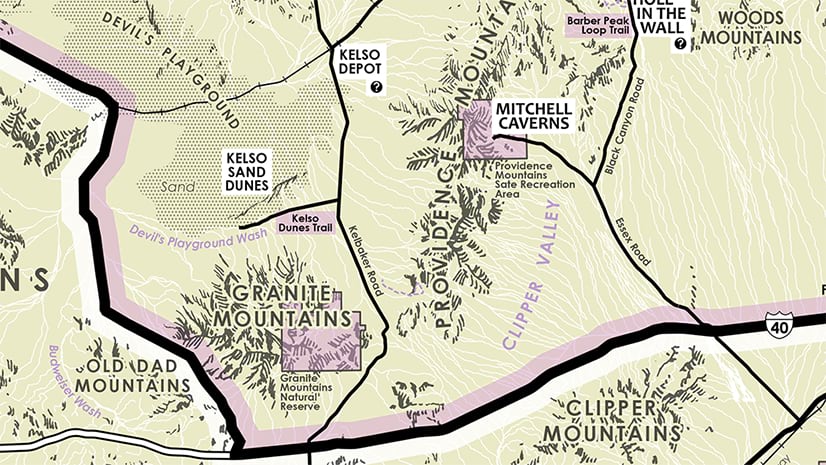 DEVIL'S PLAYGROUND
KELSO
DEPOT
?
PROVIDENCE MOUNTA
Barber Peak
Loop Trail
HOLE
IN THE
WALL
?
WOODS
MOUNTAINS
MITCHELL
CAVERNS
Providence
Mountains
Sate Recreation
Area
Black Canyon Road
KELSO
SAND
DUNES
Sand
Kelso
Dunes Trail
Devil's Playground Wash
Kelbaker Road
Essex Road
CLIPPER VALLEY
NS
GRANITE
MOUNTAINS
Granite
Mountains
Natural
Reserve
OLD DAD
MOUNTAINS
Budweiser Wash
40
CLIPPER
MOUNTAINS